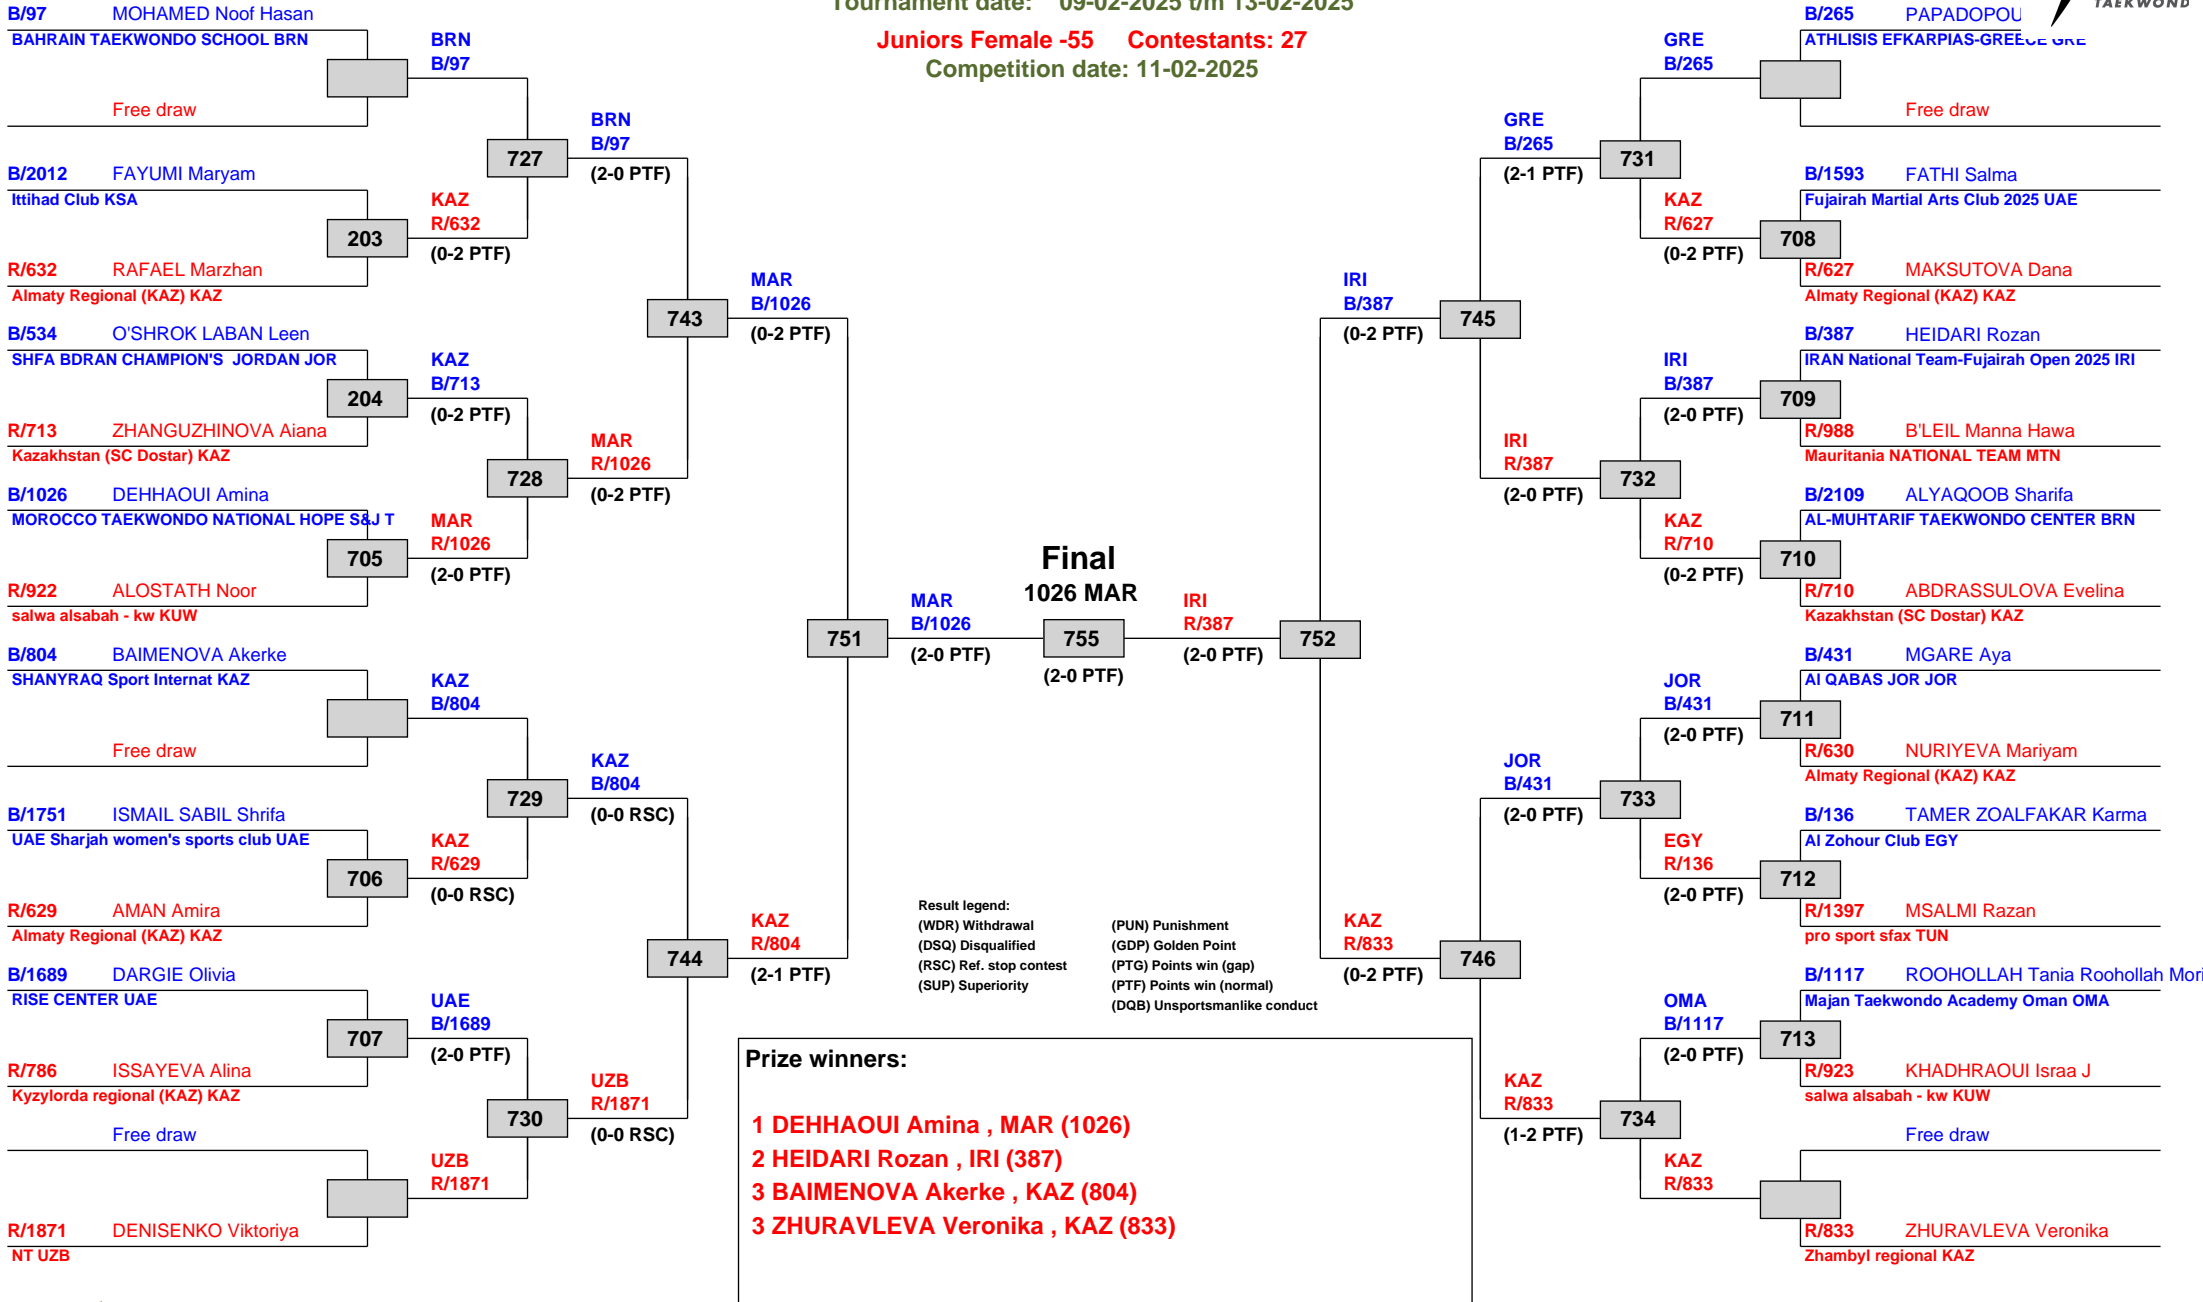 Tournament date: 09-02-2025 t/m 13-02-2025
Juniors Female -55 Contestants: 27
Competition date: 11-02-2025
B/97 MOHAMED Noof Hasan
BAHRAIN TAEKWONDO SCHOOL BRN
Free draw
B/2012 FAYUMI Maryam
Ittihad Club KSA
203
R/632 RAFAEL Marzhan
Almaty Regional (KAZ) KAZ
B/534 O'SHROK LABAN Leen
SHFA BDRAN CHAMPION'S JORDAN JOR
204
R/713 ZHANGUZHINOVA Aiana
Kazakhstan (SC Dostar) KAZ
B/1026 DEHHAOUI Amina
MOROCCO TAEKWONDO NATIONAL HOPE S&J T
705
R/922 ALOSTATH Noor
salwa alsabah - kw KUW
B/804 BAIMENOVA Akerke
SHANYRAQ Sport Internat KAZ
Free draw
B/1751 ISMAIL SABIL Shrifa
UAE Sharjah women's sports club UAE
706
R/629 AMAN Amira
Almaty Regional (KAZ) KAZ
B/1689 DARGIE Olivia
RISE CENTER UAE
707
R/786 ISSAYEVA Alina
Kyzylorda regional (KAZ) KAZ
Free draw
R/1871 DENISENKO Viktoriya
NT UZB
BRN
B/97
727
KAZ
R/632
(0-2 PTF)
KAZ
B/713
(0-2 PTF)
728
MAR
R/1026
(2-0 PTF)
KAZ
B/804
729
KAZ
R/629
(0-0 RSC)
UAE
B/1689
(2-0 PTF)
730
UZB
R/1871
BRN
B/97
(2-0 PTF)
743
MAR
R/1026
(0-2 PTF)
KAZ
B/804
(0-0 RSC)
744
UZB
R/1871
(0-0 RSC)
MAR
B/1026
(0-2 PTF)
751
KAZ
R/804
(2-1 PTF)
MAR
B/1026
(2-0 PTF)
Final
1026 MAR
755
(2-0 PTF)
IRI
R/387
(2-0 PTF)
IRI
B/387
(0-2 PTF)
752
KAZ
R/833
(0-2 PTF)
GRE
B/265
(2-1 PTF)
745
IRI
R/387
(2-0 PTF)
JOR
B/431
(2-0 PTF)
746
KAZ
R/833
(1-2 PTF)
GRE
B/265
731
KAZ
R/627
(0-2 PTF)
IRI
B/387
(2-0 PTF)
732
KAZ
R/710
(0-2 PTF)
JOR
B/431
(2-0 PTF)
733
EGY
R/136
(2-0 PTF)
OMA
B/1117
(2-0 PTF)
734
KAZ
R/833
TAEKWOND
B/265 PAPADOPOU
ATHLISIS EFKARPIAS-GREECE GRE
Free draw
B/1593 FATHI Salma
Fujairah Martial Arts Club 2025 UAE
708
R/627 MAKSUTOVA Dana
Almaty Regional (KAZ) KAZ
B/387 HEIDARI Rozan
IRAN National Team-Fujairah Open 2025 IRI
709
R/988 B'LEIL Manna Hawa
Mauritania NATIONAL TEAM MTN
B/2109 ALYAQOOB Sharifa
AL-MUHTARIF TAEKWONDO CENTER BRN
710
R/710 ABDRASSULOVA Evelina
Kazakhstan (SC Dostar) KAZ
B/431 MGARE Aya
Al QABAS JOR JOR
711
R/630 NURIYEVA Mariyam
Almaty Regional (KAZ) KAZ
B/136 TAMER ZOALFAKAR Karma
Al Zohour Club EGY
712
R/1397 MSALMI Razan
pro sport sfax TUN
B/1117 ROOHOLLAH Tania Roohollah Mori
Majan Taekwondo Academy Oman OMA
713
R/923 KHADHRAOUI Israa J
salwa alsabah - kw KUW
Free draw
R/833 ZHURAVLEVA Veronika
Zhambyl regional KAZ
Result legend:
(WDR) Withdrawal (PUN) Punishment
(DSQ) Disqualified (GDP) Golden Point
(RSC) Ref. stop contest (PTG) Points win (gap)
(SUP) Superiority (PTF) Points win (normal)
(DQB) Unsportsmanlike conduct
Prize winners:
1 DEHHAOUI Amina , MAR (1026)
2 HEIDARI Rozan , IRI (387)
3 BAIMENOVA Akerke , KAZ (804)
3 ZHURAVLEVA Veronika , KAZ (833)